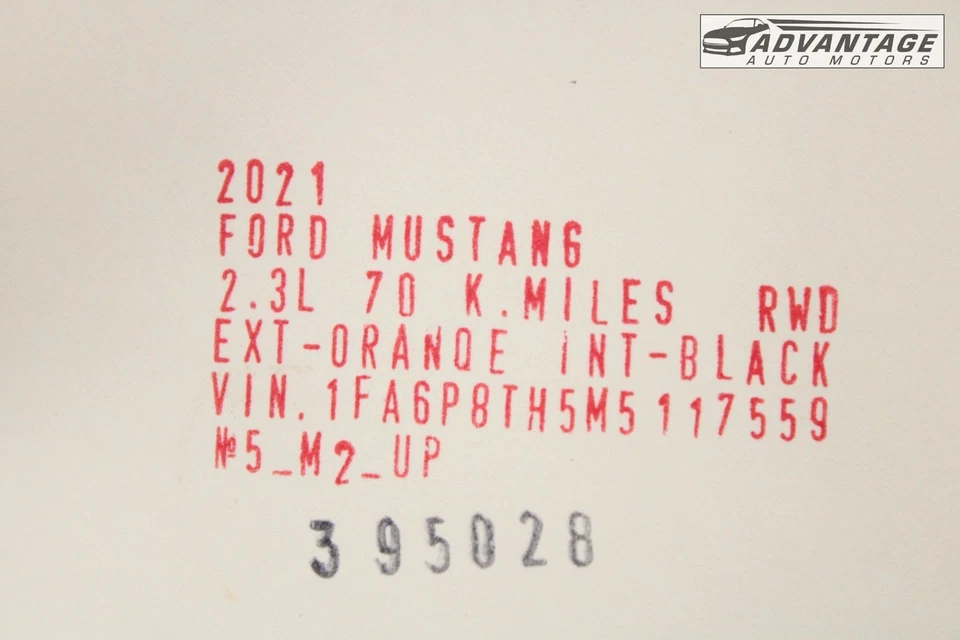 ADVANTAGE
AUTO MOTORS
2021
FORD MUSTANG
2.3L 70 K.MILES RWD
EXT-ORANQE INT-BLACK
VIN.1FA6P8TH5M5117559
№5_M2_UP
395028